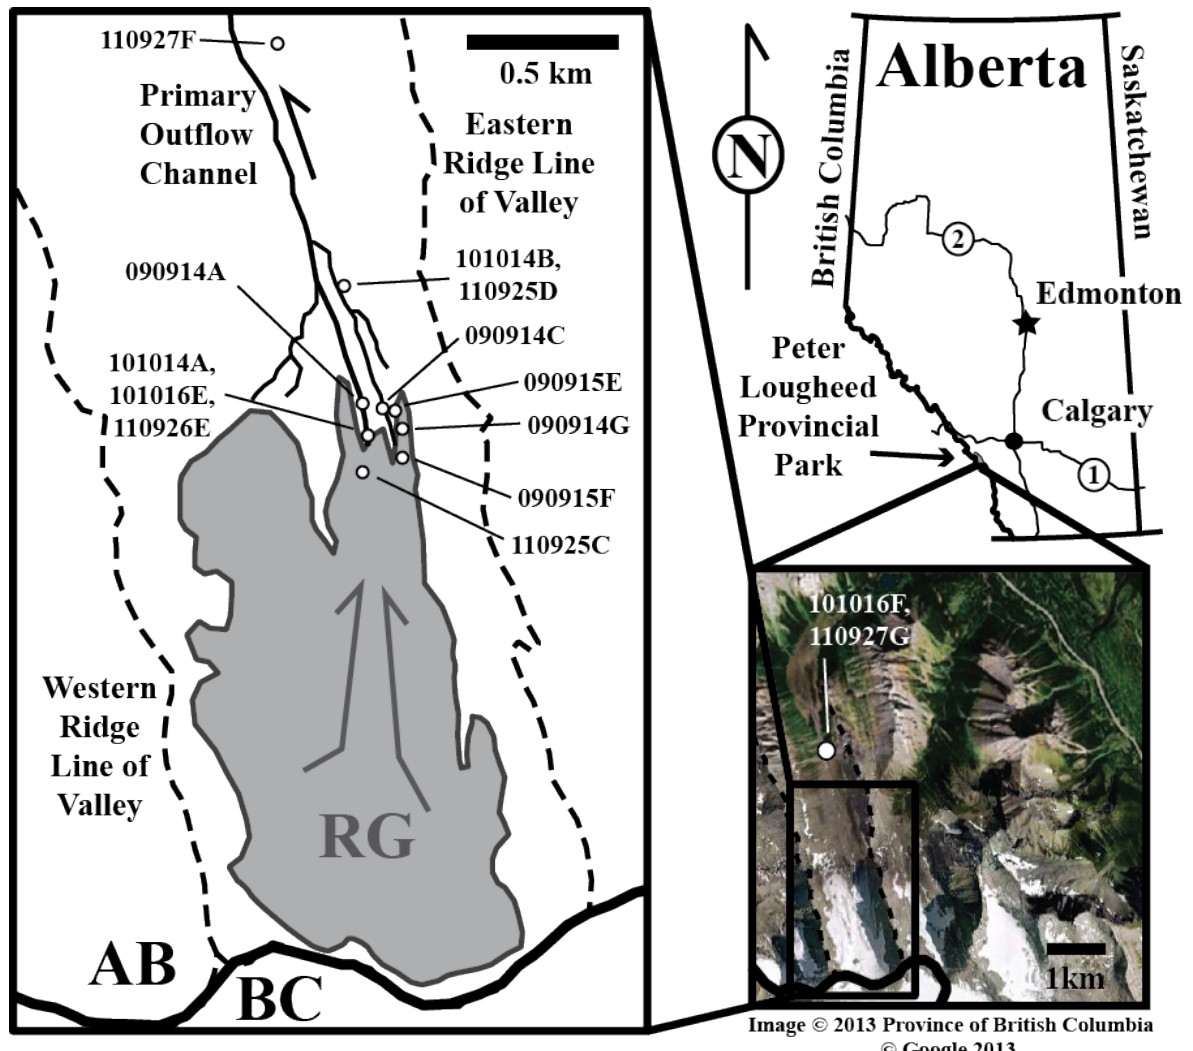 110927F
0.5 km
Primary
Outflow
Channel
Eastern
Ridge Line
of Valley
090914A
101014B,
110925D
090914C
101014A,
101016E,
110926E
090915E
090914G
090915F
110925C
Western
Ridge
Line of
Valley
RG
AB
BC
N
Alberta
British Columbia
Saskatchewan
2
Edmonton
Peter
Lougheed
Provincial
Park
Calgary
1
101016F,
110927G
1km
Image © 2013 Province of British Columbia
© Google 2013